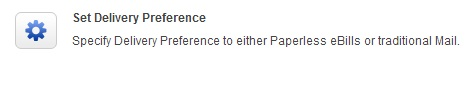 Set Delivery Preference
Specify Delivery Preference to either Paperless eBills or traditional Mail.